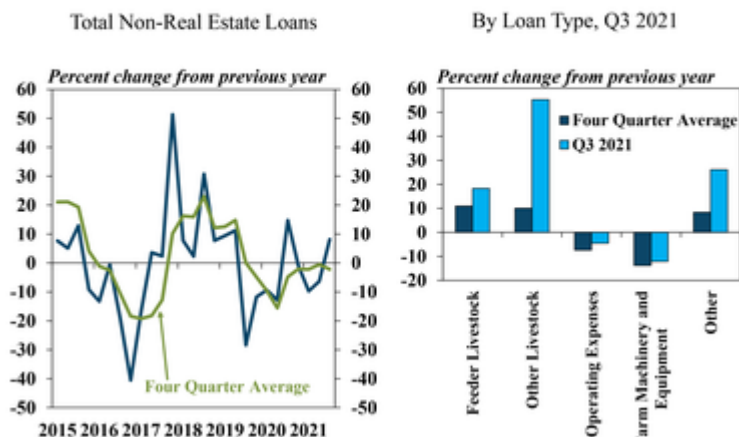 Total Non-Real Estate Loans
Percent change from previous year
60 60
50 50
40 40
30 30
20 20
10 10
0 0
-10 -10
-20 -20
-30 -30
-40 -40
-50 -50
Four Quarter Average
2015 2016 2017 2018 2019 2020 2021
By Loan Type, Q3 2021
Percent change from previous year
60
50
40
30
20
10
0
-10
-20
Four Quarter Average
Q3 2021
Feeder Livestock
Other Livestock
Operating Expenses
arm Machinery and
Equipment
Other